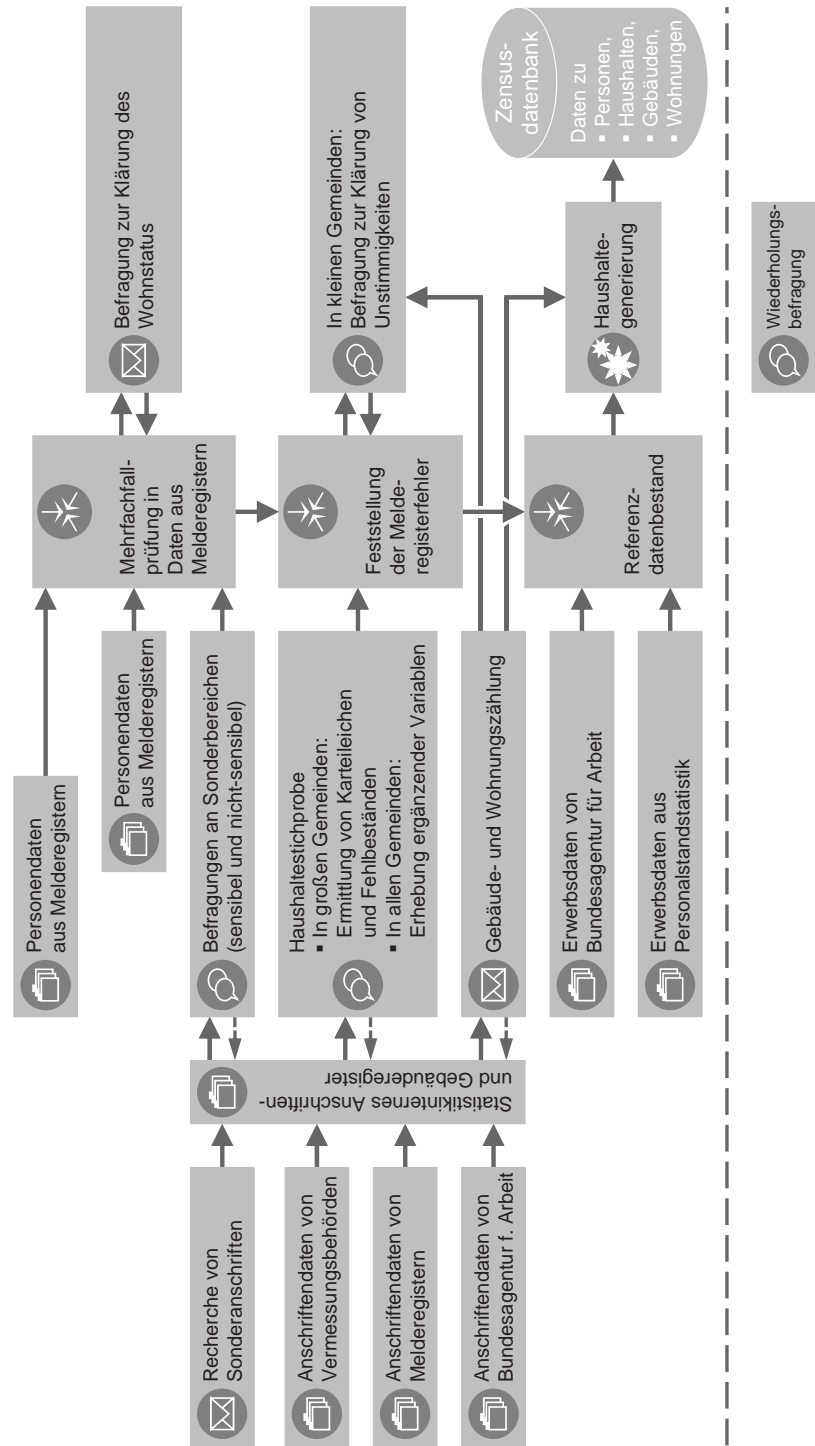 Recherche von
Sonderanschriften
Anschriftendaten von
Vermessungsbehörden
Anschriftendaten von
Melderegistern
Anschriftendaten von
Bundesagentur f. Arbeit
Statistikinternes Anschriften-
und Gebäuderegister
Personendaten
aus Melderegistern
Personendaten
aus Melderegistern
Befragungen an Sonderbereichen
(sensibel und nicht-sensibel)
Haushaltestichprobe
▪ In großen Gemeinden:
Ermittlung von Karteileichen
und Fehlbeständen
▪ In allen Gemeinden:
Erhebung ergänzender Variablen
Gebäude- und Wohnungszählung
Erwerbsdaten von
Bundesagentur für Arbeit
Erwerbsdaten aus
Personalstandstatistik
Mehrfachfall-
prüfung in
Daten aus
Melderegistern
Feststellung
der Melde-
registerfehler
Referenz-
datenbestand
Befragung zur Klärung des
Wohnstatus
In kleinen Gemeinden:
Befragung zur Klärung von
Unstimmigkeiten
Haushalte-
generierung
Zensus-
datenbank
Daten zu
▪ Personen,
▪ Haushalten,
▪ Gebäuden,
▪ Wohnungen
Wiederholungs-
befragung